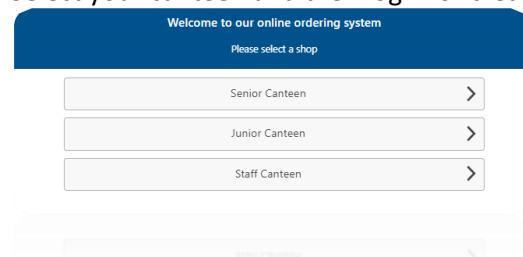 Welcome to our online ordering system
Please select a shop
Senior Canteen
Junior Canteen
Staff Canteen